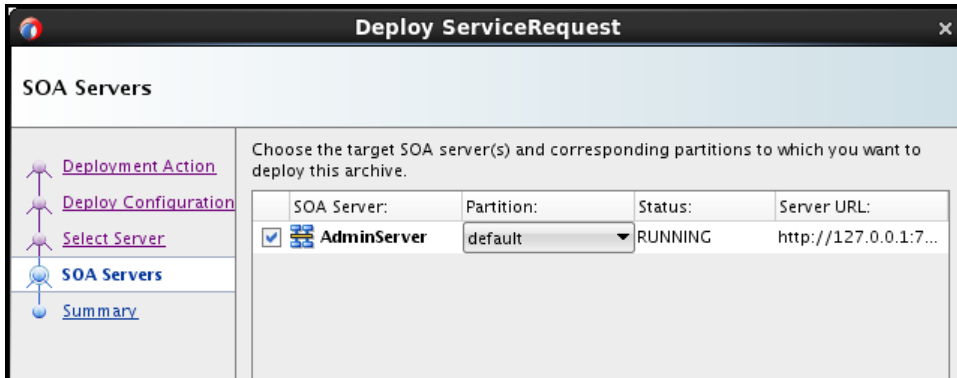 Deploy ServiceRequest
SOA Servers
Deployment Action
Deploy Configuration
Select Server
SOA Servers
Summary
Choose the target SOA server(s) and corresponding partitions to which you want to
deploy this archive.
SOA Server: Partition: Status: Server URL:
AdminServer default RUNNING http://127.0.0.1:7...